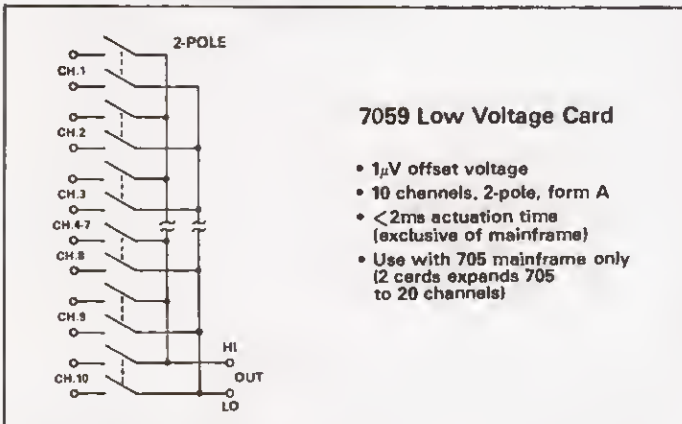 2-POLE
CH.1
CH.2
CH.3
CH.4-7
CH.8
CH.9
CH.10
HI
OUT
LO
7059 Low Voltage Card
• 1μV offset voltage
• 10 channels, 2-pole, form A
• <2ms actuation time
(exclusive of mainframe)
• Use with 705 mainframe only
(2 cards expands 705
to 20 channels)